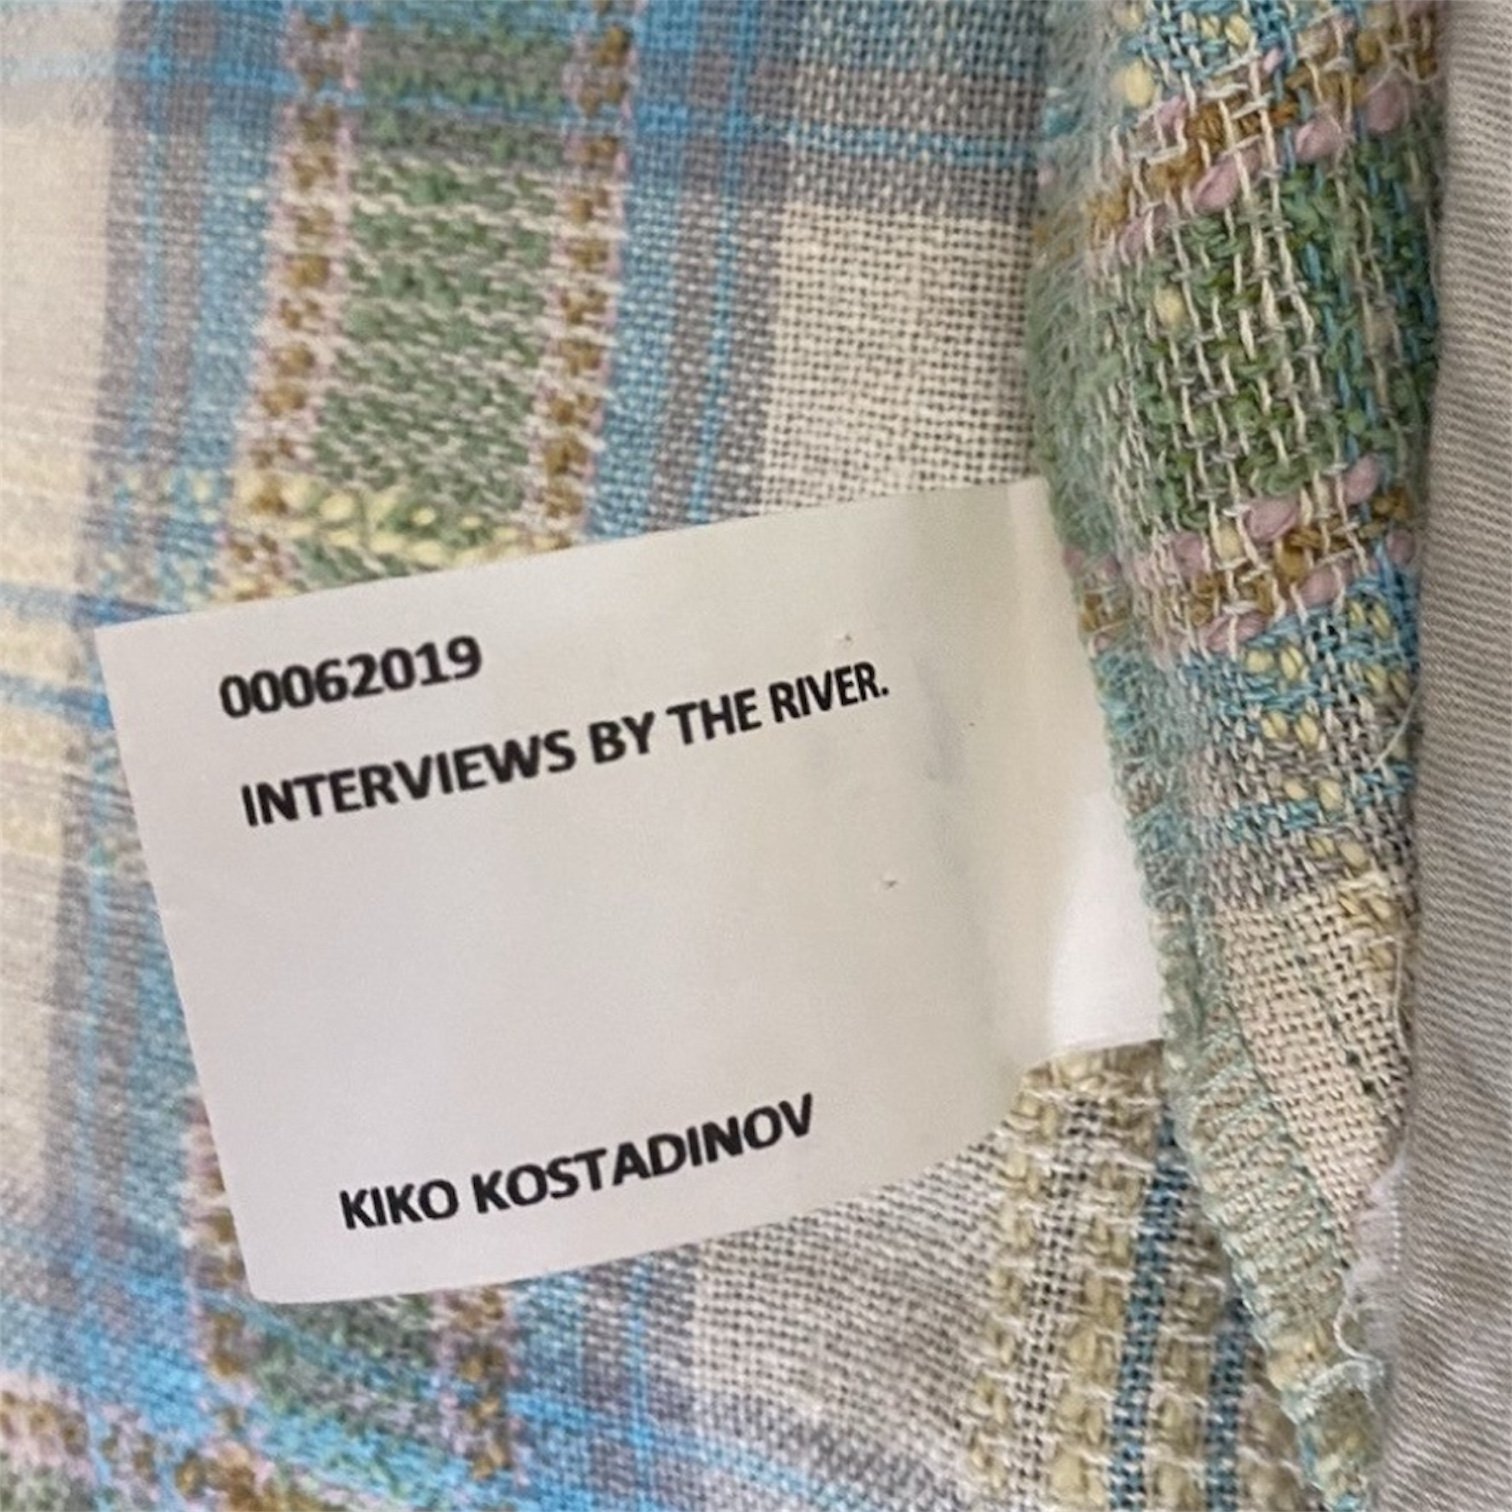 00062019
INTERVIEWS BY THE RIVER.
KIKO KOSTADINOV